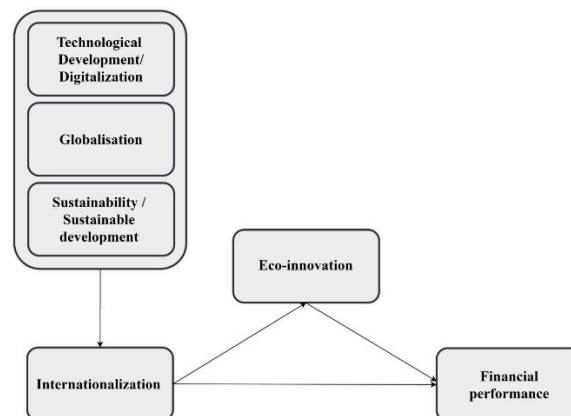 Technological
Development/
Digitalization
Globalisation
Sustainability /
Sustainable
development
Eco-innovation
Internationalization
Financial
performance